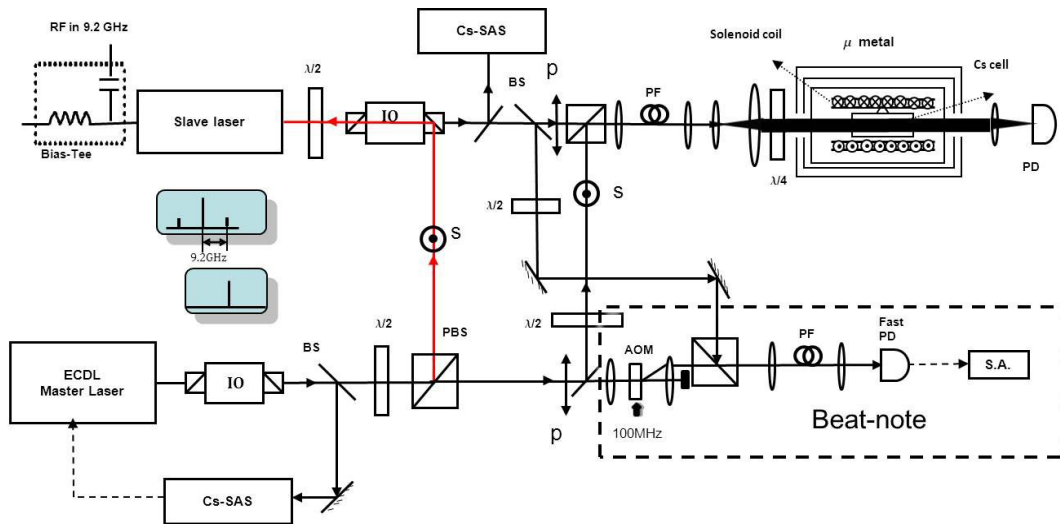 RF in 9.2 GHz
Bias-Tee
Slave laser
λ/2
IO
Cs-SAS
BS
p
PF
Solenoid coil
μ metal
Cs cell
λ/4
PD
S
λ/2
S
9.2GHz
ECDL
Master Laser
IO
BS
λ/2
PBS
p
λ/2
AOM
100MHz
PF
Fast
PD
S.A.
Beat-note
Cs-SAS